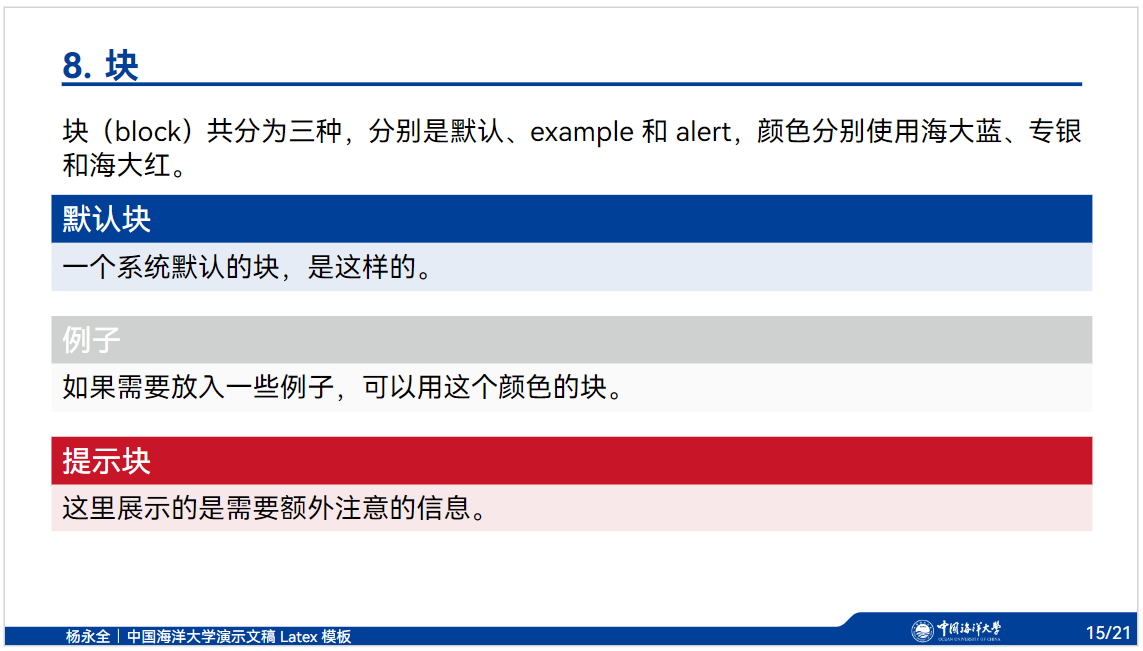 8. 块
块（block）共分为三种，分别是默认、example 和 alert，颜色分别使用海大蓝、专银
和海大红。
默认块
一个系统默认的块，是这样的。
例子
如果需要放入一些例子，可以用这个颜色的块。
提示块
这里展示的是需要额外注意的信息。
杨永全｜中国海洋大学演示文稿 Latex 模板
中国海洋大学
OCEAN UNIVERSITY OF CHINA
15/21